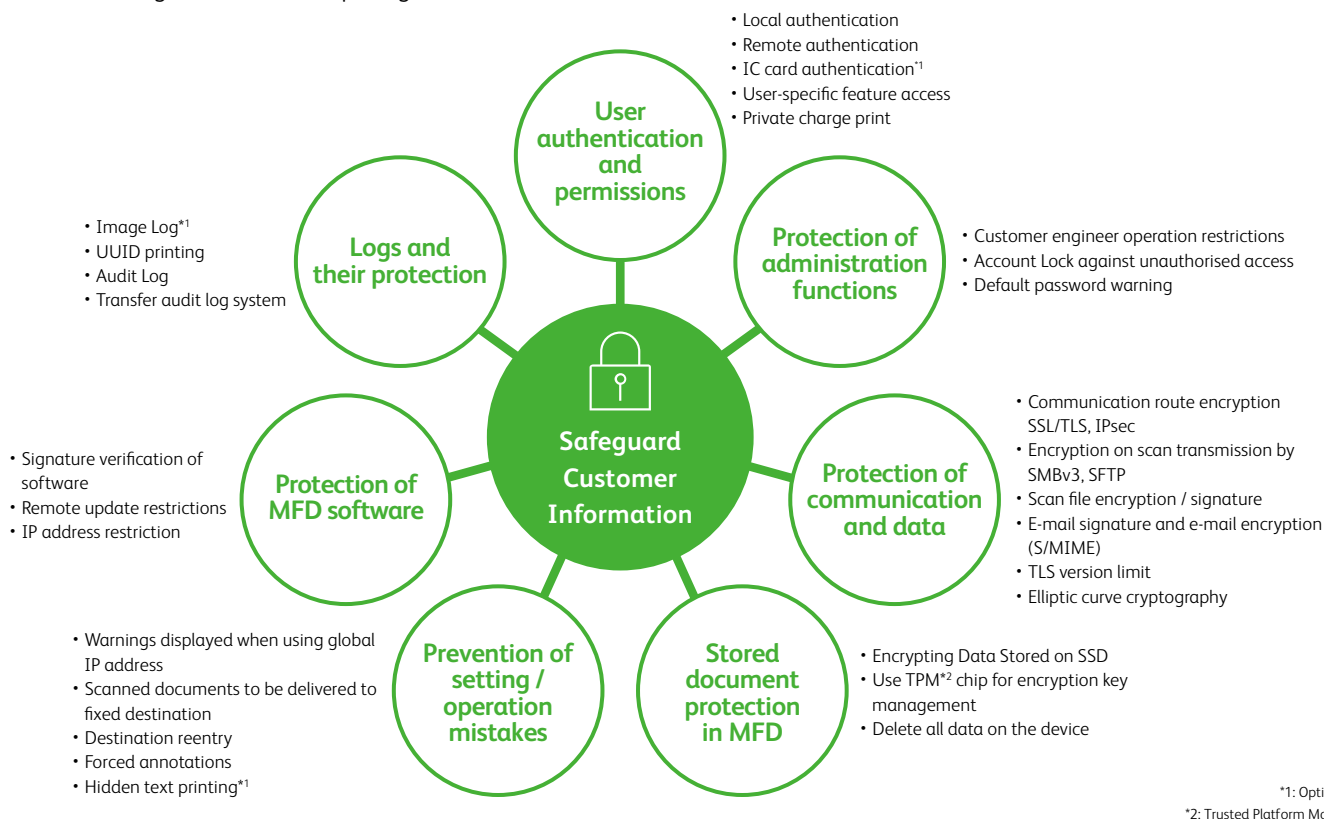 • Local authentication
• Remote authentication
• IC card authentication*1
• User-specific feature access
• Private charge print
User
authentication
and
permissions
• Image Log*1
• UUID printing
• Audit Log
• Transfer audit log system
Logs and
their protection
Protection of
administration
functions
• Customer engineer operation restrictions
• Account Lock against unauthorised access
• Default password warning
Safeguard
Customer
Information
• Signature verification of
software
• Remote update restrictions
• IP address restriction
Protection of
MFD software
Protection of
communication
and data
• Communication route encryption
SSL/TLS, IPsec
• Encryption on scan transmission by
SMBv3, SFTP
• Scan file encryption / signature
• E-mail signature and e-mail encryption
(S/MIME)
• TLS version limit
• Elliptic curve cryptography
• Warnings displayed when using global
IP address
• Scanned documents to be delivered to
fixed destination
• Destination reentry
• Forced annotations
• Hidden text printing*1
Prevention of
setting /
operation
mistakes
Stored
document
protection
in MFD
• Encrypting Data Stored on SSD
• Use TPM*2 chip for encryption key
management
• Delete all data on the device
*1: Opti
*2: Trusted Platform Mo